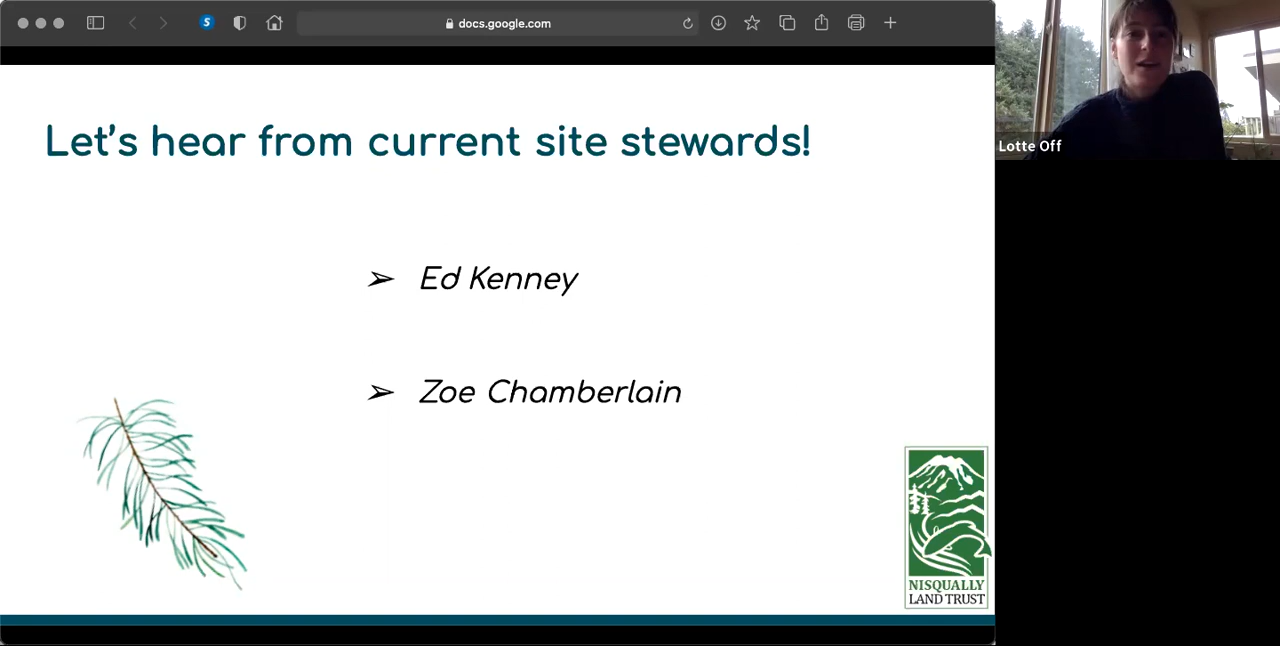 docs.google.com
Let's hear from current site stewards!
➢ Ed Kenney
➢ Zoe Chamberlain
NISQUALLY
LAND TRUST
Lotte Off